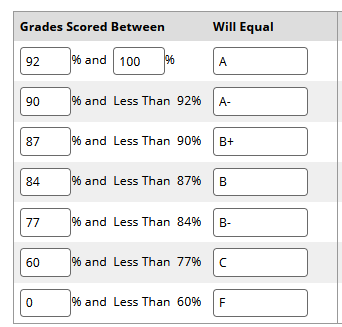 Grades Scored Between Will Equal
92 % and 100 % A
90 % and Less Than 92% A-
87 % and Less Than 90% B+
84 % and Less Than 87% B
77 % and Less Than 84% B-
60 % and Less Than 77% C
0 % and Less Than 60% F